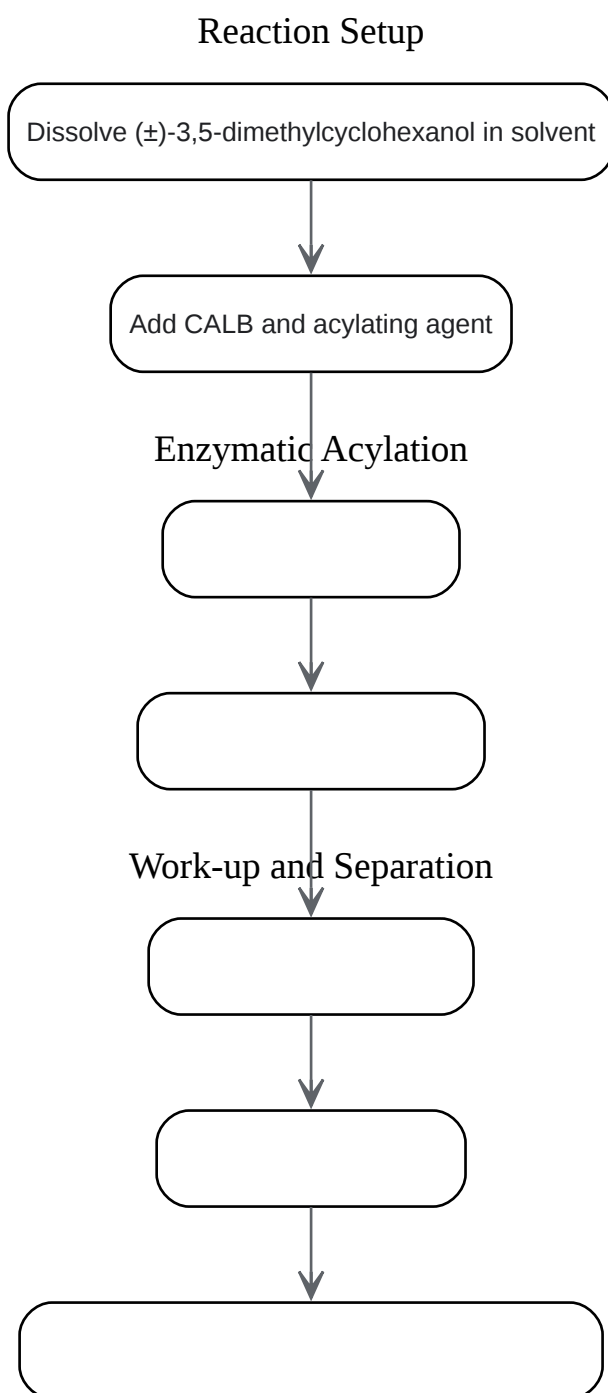 Reaction Setup
Dissolve (±)-3,5-dimethylcyclohexanol in solvent
Add CALB and acylating agent
Enzymatic Acylation
Work-up and Separation